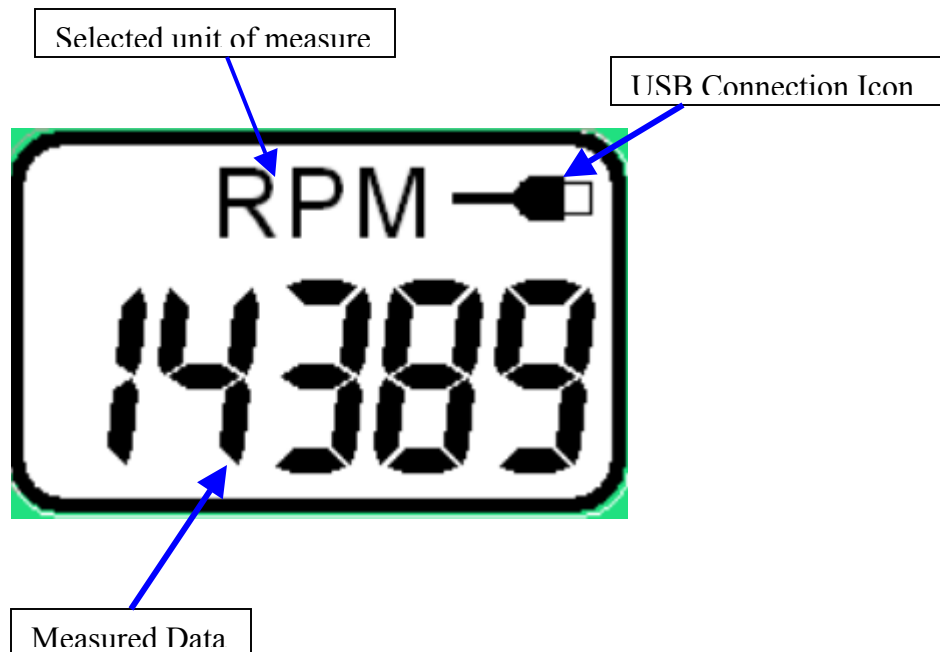 Selected unit of measure
USB Connection Icon
RPM
14389
Measured Data